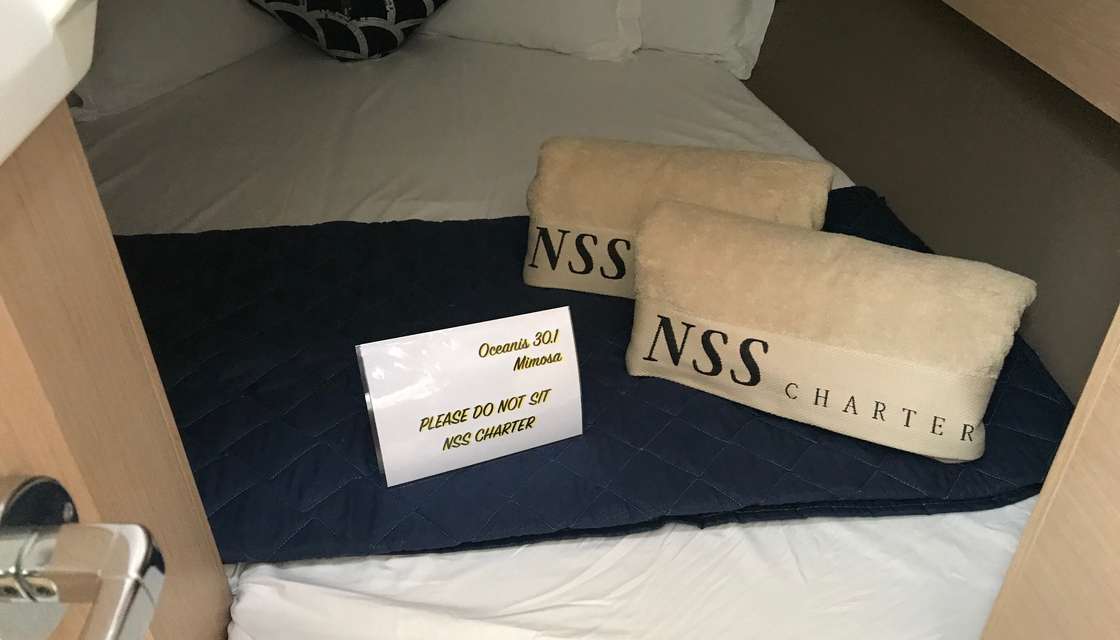 NSS
NSS
CHARTER
Oceanis 30.1
Mimosa
PLEASE DO NOT SIT
NSS CHARTER